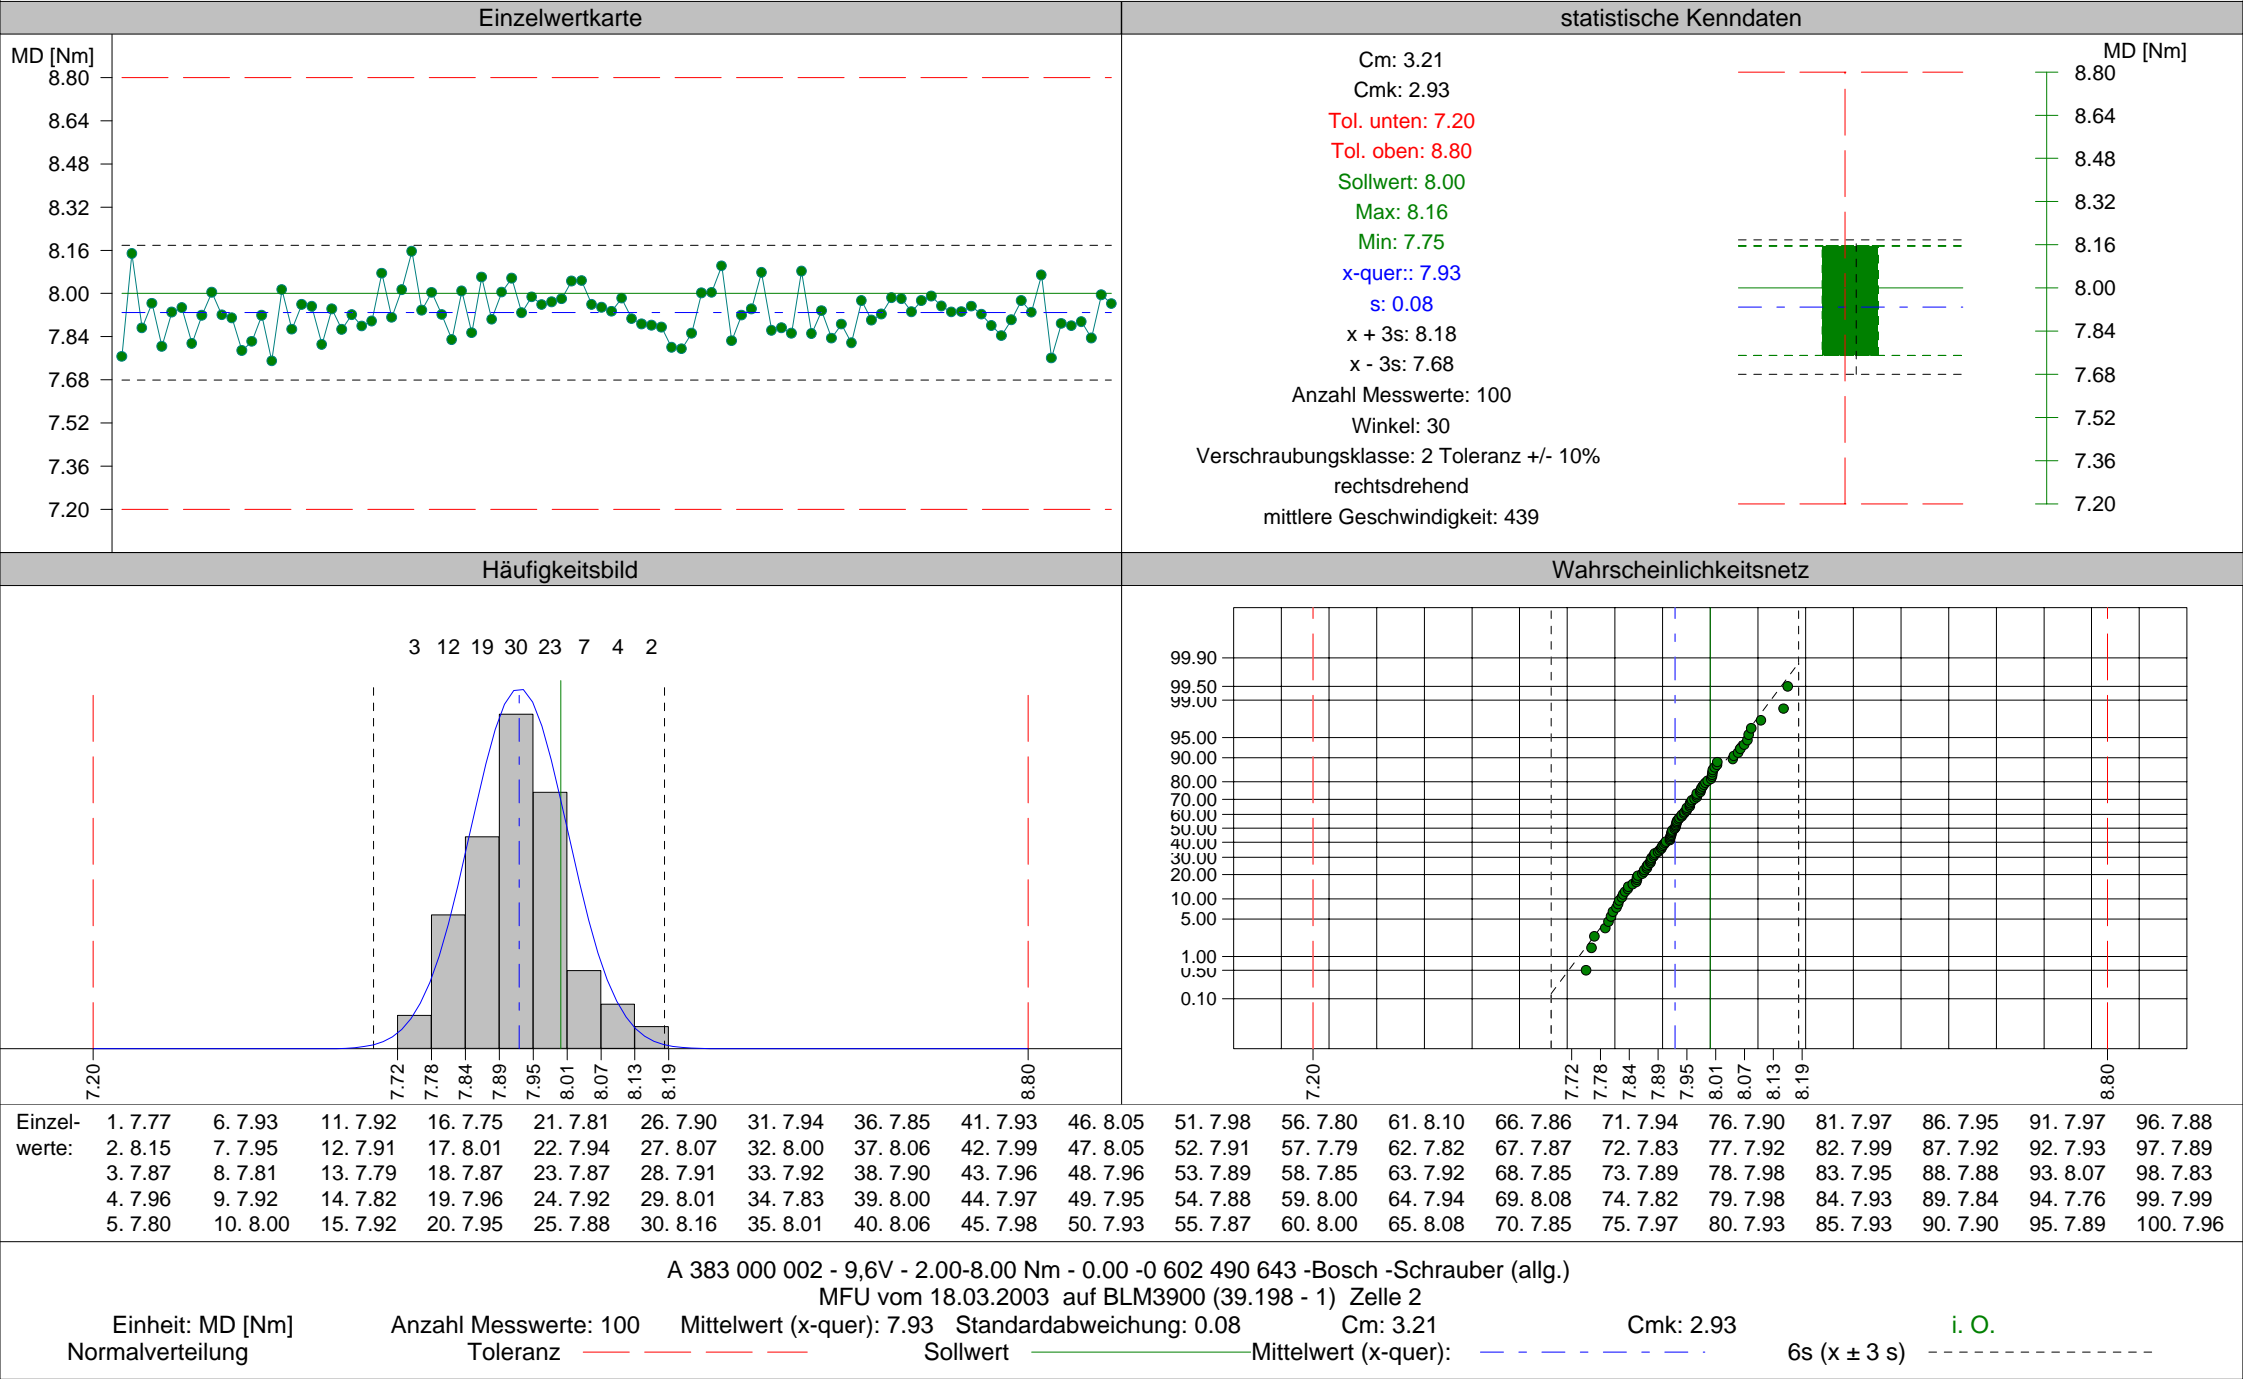 Einzelwertkarte
MD [Nm]
8.80
8.64
8.48
8.32
8.16
8.00
7.84
7.68
7.52
7.36
7.20
statistische Kenndaten
Cm: 3.21
Cmk: 2.93
Tol. unten: 7.20
Tol. oben: 8.80
Sollwert: 8.00
Max: 8.16
Min: 7.75
x-quer:: 7.93
s: 0.08
x + 3s: 8.18
x - 3s: 7.68
Anzahl Messwerte: 100
Winkel: 30
Verschraubungsklasse: 2 Toleranz +/- 10%
rechtsdrehend
mittlere Geschwindigkeit: 439
MD [Nm]
8.80
8.64
8.48
8.32
8.16
8.00
7.84
7.68
7.52
7.36
7.20
Häufigkeitsbild
3 12 19 30 23 7 4 2
7.20 7.72 7.78 7.84 7.89 7.95 8.01 8.07 8.13 8.19 8.80
Wahrscheinlichkeitsnetz
99.90
99.50
99.00
95.00
90.00
80.00
70.00
60.00
50.00
40.00
30.00
20.00
10.00
5.00
1.00
0.50
0.10
7.20 7.72 7.78 7.84 7.89 7.95 8.01 8.07 8.13 8.19 8.80
Einzel- 1. 7.77 6. 7.93 11. 7.92 16. 7.75 21. 7.81 26. 7.90 31. 7.94 36. 7.85 41. 7.93 46. 8.05 51. 7.98 56. 7.80 61. 8.10 66. 7.86 71. 7.94 76. 7.90 81. 7.97 86. 7.95 91. 7.97 96. 7.88
werte: 2. 8.15 7. 7.95 12. 7.91 17. 8.01 22. 7.94 27. 8.07 32. 8.00 37. 8.06 42. 7.99 47. 8.05 52. 7.91 57. 7.79 62. 7.82 67. 7.87 72. 7.83 77. 7.92 82. 7.99 87. 7.92 92. 7.93 97. 7.89
3. 7.87 8. 7.81 13. 7.79 18. 7.87 23. 7.87 28. 7.91 33. 7.92 38. 7.90 43. 7.96 48. 7.96 53. 7.89 58. 7.85 63. 7.92 68. 7.85 73. 7.89 78. 7.98 83. 7.95 88. 7.88 93. 8.07 98. 7.83
4. 7.96 9. 7.92 14. 7.82 19. 7.96 24. 7.92 29. 8.01 34. 7.83 39. 8.00 44. 7.97 49. 7.95 54. 7.88 59. 8.00 64. 7.94 69. 8.08 74. 7.82 79. 7.98 84. 7.93 89. 7.84 94. 7.76 99. 7.99
5. 7.80 10. 8.00 15. 7.92 20. 7.95 25. 7.88 30. 8.16 35. 8.01 40. 8.06 45. 7.98 50. 7.93 55. 7.87 60. 8.00 65. 8.08 70. 7.85 75. 7.97 80. 7.93 85. 7.93 90. 7.90 95. 7.89 100. 7.96
A 383 000 002 - 9,6V - 2.00-8.00 Nm - 0.00 -0 602 490 643 -Bosch -Schrauber (allg.)
MFU vom 18.03.2003 auf BLM3900 (39.198 - 1) Zelle 2
Einheit: MD [Nm] Anzahl Messwerte: 100 Mittelwert (x-quer): 7.93 Standardabweichung: 0.08 Cm: 3.21 Cmk: 2.93 i. O.
Normalverteilung Toleranz Sollwert Mittelwert (x-quer): 6s (x ± 3 s)